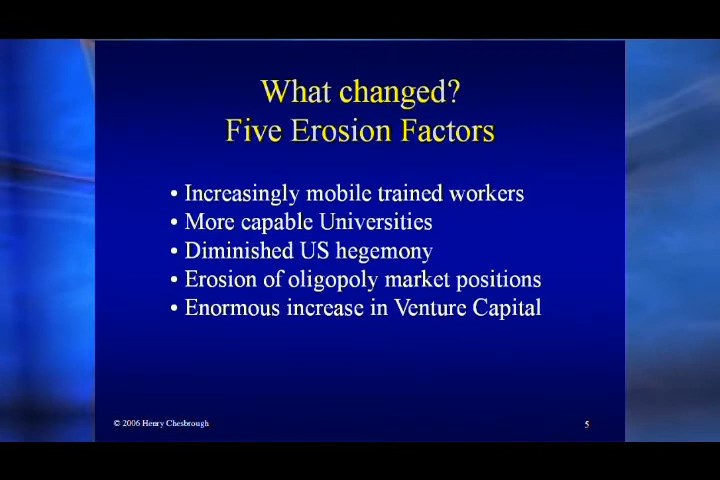 What changed?
Five Erosion Factors
• Increasingly mobile trained workers
• More capable Universities
• Diminished US hegemony
• Erosion of oligopoly market positions
• Enormous increase in Venture Capital
© 2006 Henry Chesbrough
5